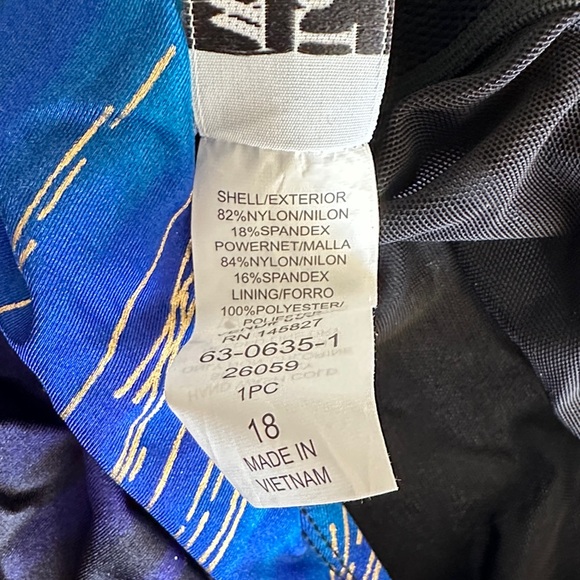 SHELL/EXTERIOR
82%NYLON/NILON
18%SPANDEX
POWERNET/MALLA
84%NYLON/NILON
16%SPANDEX
LINING/FORRO
100%POLYESTER/
RN 145827
63-0635-1
26059
1PC
18
MADE IN
VIETNAM